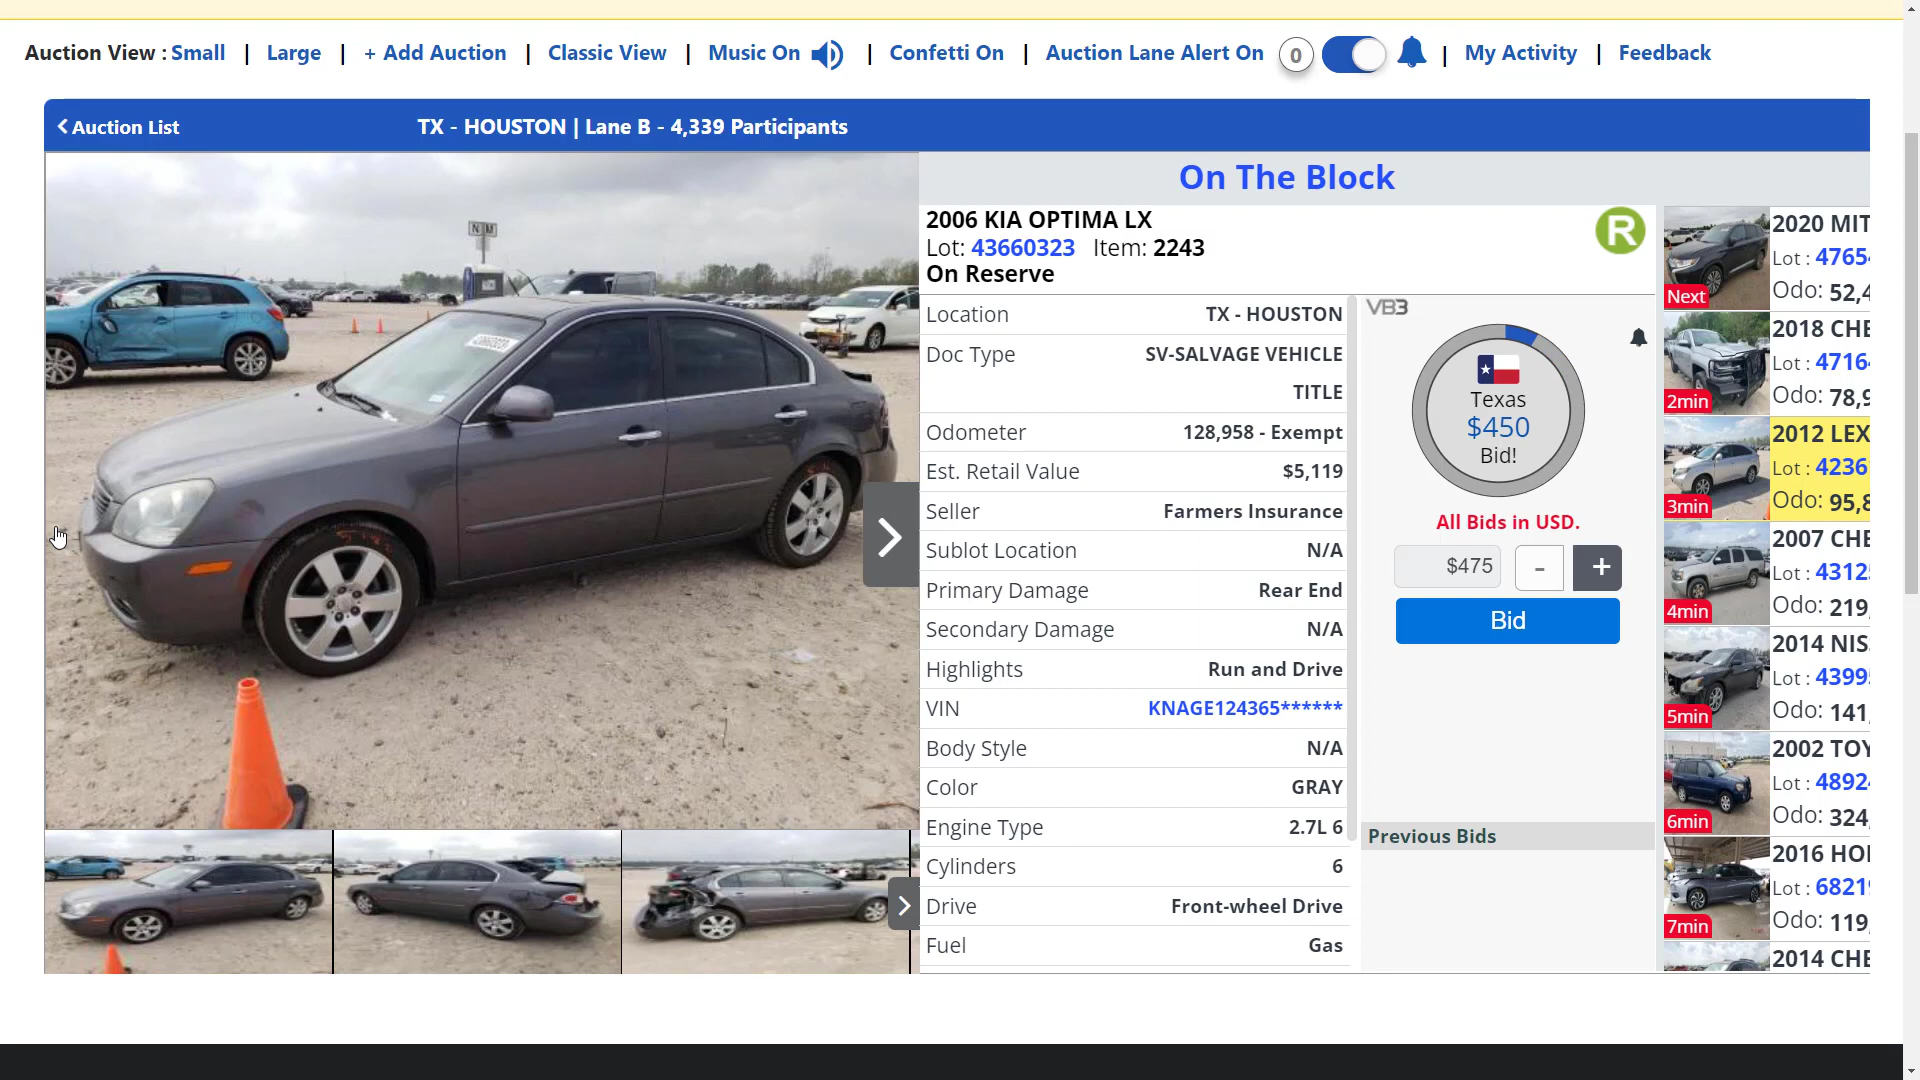 Auction View : Small | Large | + Add Auction | Classic View | Music On | Confetti On | Auction Lane Alert On 0 | My Activity | Feedback
Auction List
TX - HOUSTON | Lane B - 4,339 Participants
N M
On The Block
2006 KIA OPTIMA LX
Lot: 43660323 Item: 2243
On Reserve
R
Location TX - HOUSTON
Doc Type SV-SALVAGE VEHICLE
TITLE
Odometer 128,958 - Exempt
Est. Retail Value $5,119
Seller Farmers Insurance
Sublot Location N/A
Primary Damage Rear End
Secondary Damage N/A
Highlights Run and Drive
VIN KNAGE124365******
Body Style N/A
Color GRAY
Engine Type 2.7L 6
Cylinders 6
Drive Front-wheel Drive
Fuel Gas
VB3
Texas
$450
Bid!
All Bids in USD.
$475 - +
Bid
Previous Bids
2020 MIT
Lot : 4765
Odo: 52,4
Next
2018 CHE
Lot : 4716
Odo: 78,9
2min
2012 LEX
Lot : 4236
Odo: 95,8
3min
2007 CHE
Lot : 4312
Odo: 219,
4min
2014 NIS
Lot : 4399
Odo: 141,
5min
2002 TOY
Lot : 4892
Odo: 324,
6min
2016 HO
Lot : 6821
Odo: 119,
7min
2014 CHE